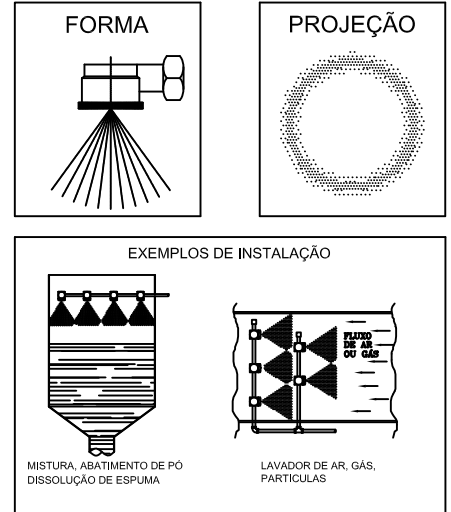 FORMA
PROJEÇÃO
EXEMPLOS DE INSTALAÇÃO
FLUXO
DE AR
OU GÁS
MISTURA, ABATIMENTO DE PÓ
DISSOLUÇÃO DE ESPUMA
LAVADOR DE AR, GÁS,
PARTICULAS